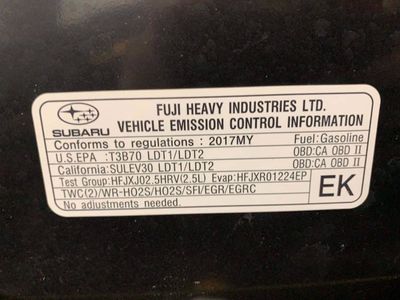 FUJI HEAVY INDUSTRIES LTD.
SUBARU
VEHICLE EMISSION CONTROL INFORMATION
Conforms to regulations : 2017MY Fuel:Gasoline
U.S.EPA :T3B70 LDT1/LDT2 OBD:CA OBD II
California:SULEV30 LDT1/LDT2 OBD:CA OBD II
Test Group:HFJXJ02.5HRV(2.5L) Evap:HFJXR01224EP
TWC(2)/WR-HO2S/HO2S/SFI/EGR/EGRC
No adjustments needed.
EK